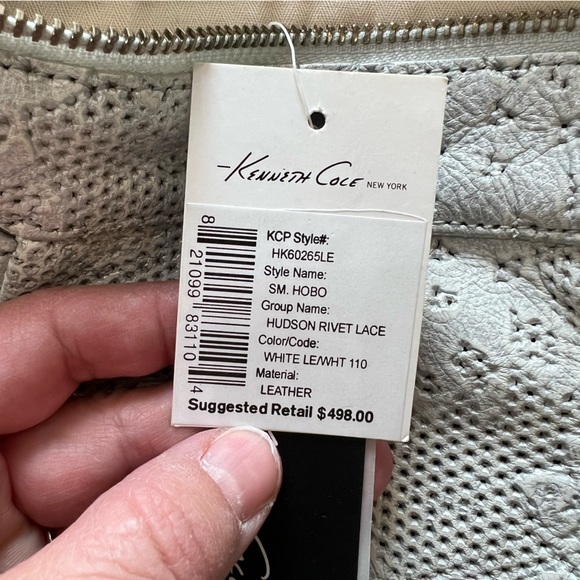 KENNETH COLE NEW YORK
KCP Style#:
HK60265LE
Style Name:
SM. HOBO
Group Name:
HUDSON RIVET LACE
Color/Code:
WHITE LE/WHT 110
Material:
LEATHER
Suggested Retail $498.00
8 21099 83110 4